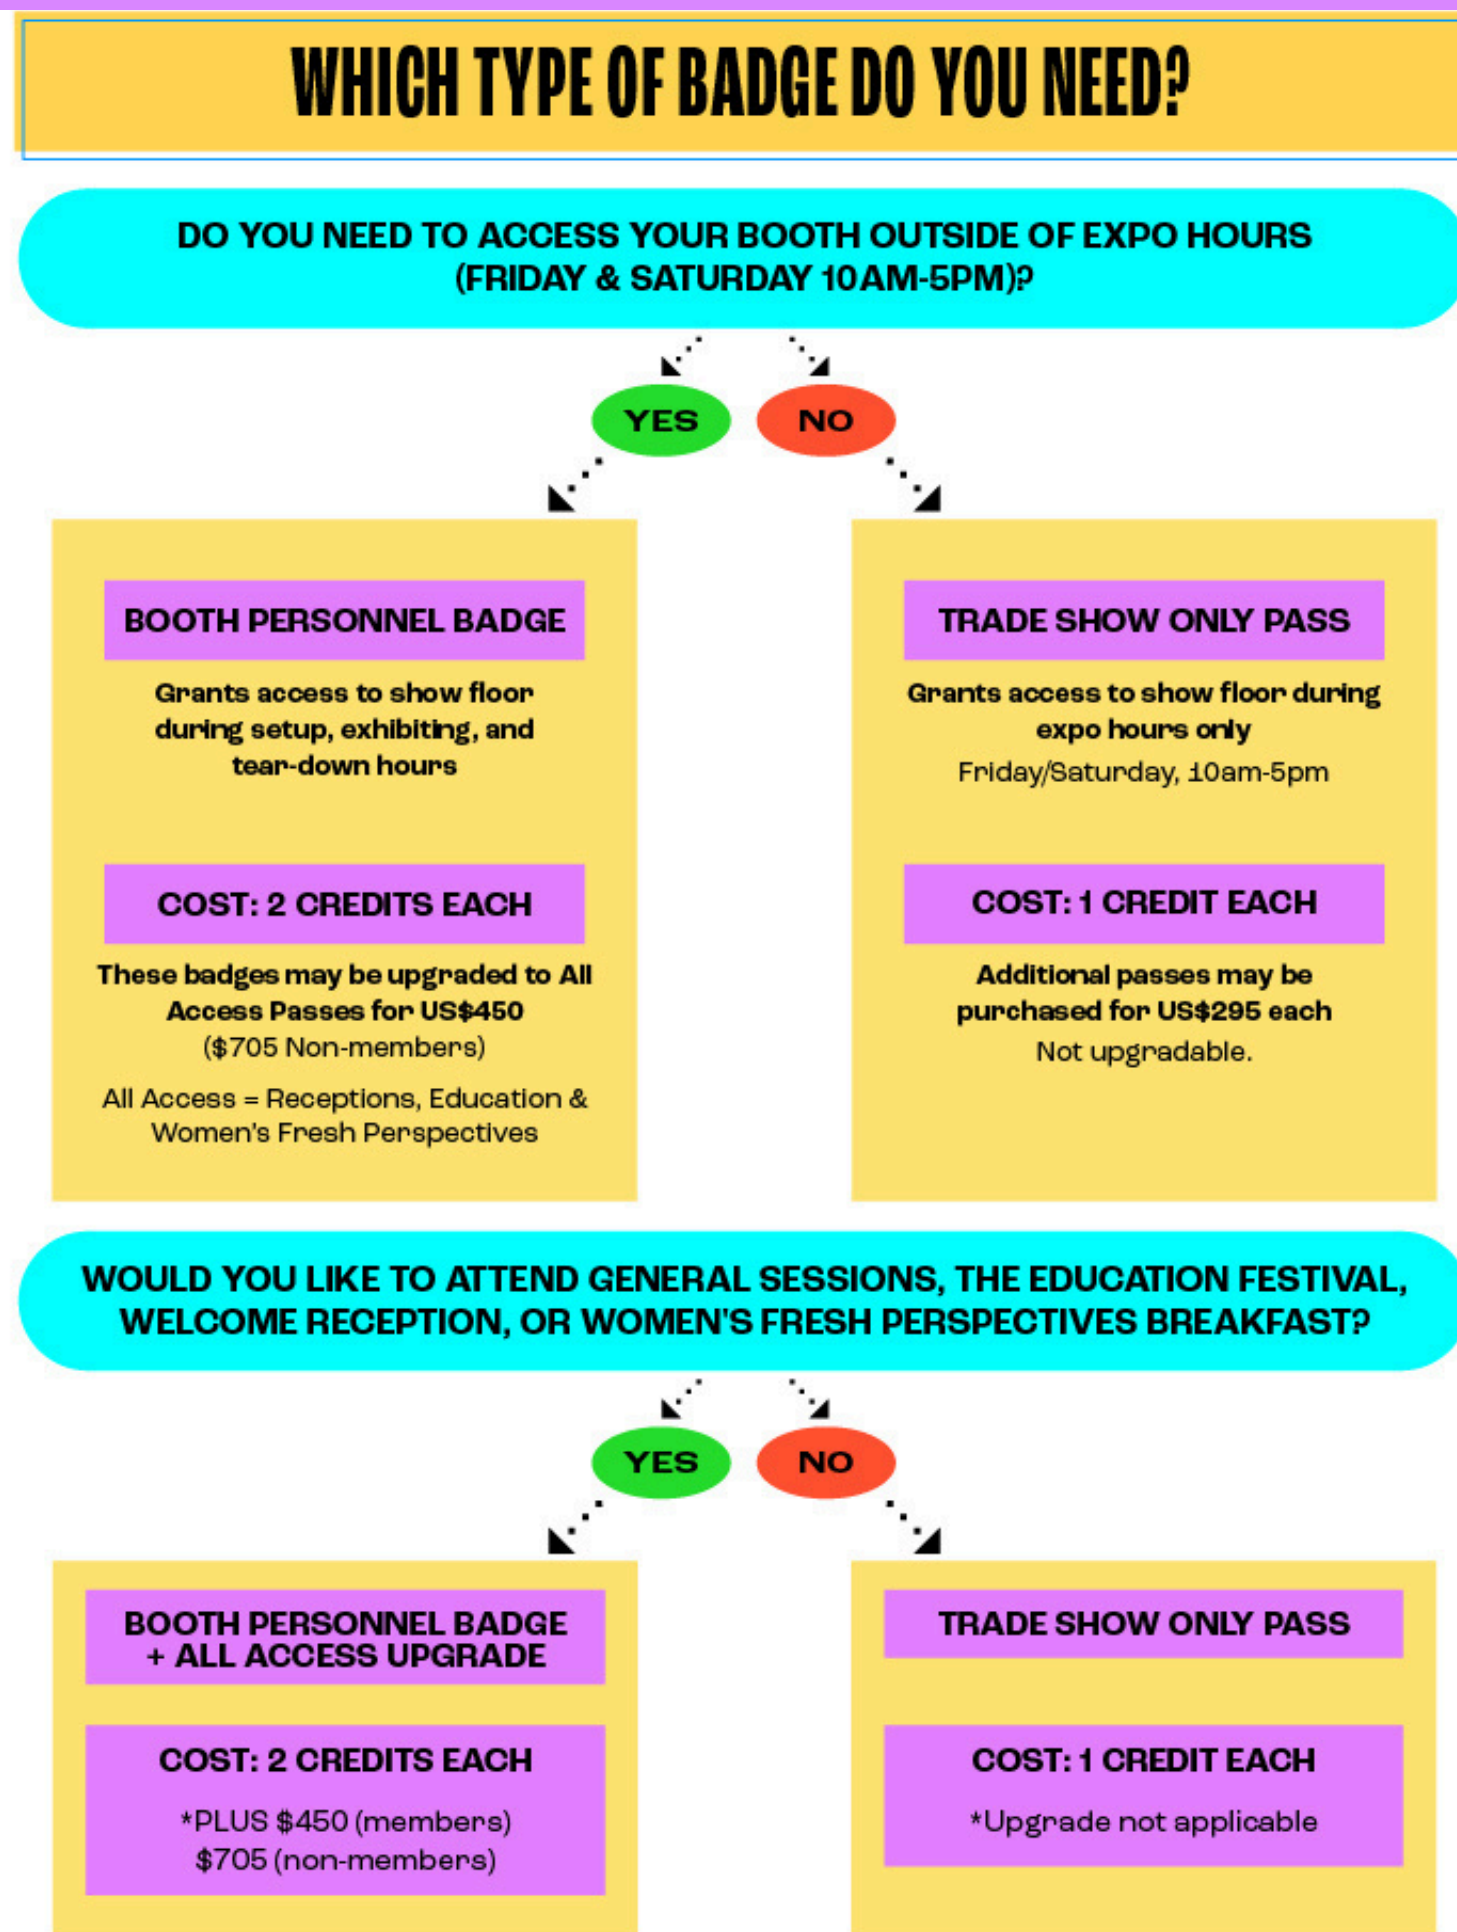 WHICH TYPE OF BADGE DO YOU NEED?
DO YOU NEED TO ACCESS YOUR BOOTH OUTSIDE OF EXPO HOURS
(FRIDAY & SATURDAY 10AM-5PM)?
YES
NO
BOOTH PERSONNEL BADGE
Grants access to show floor
during setup, exhibiting, and
tear-down hours
COST: 2 CREDITS EACH
These badges may be upgraded to All
Access Passes for US$450
($705 Non-members)
All Access = Receptions, Education &
Women's Fresh Perspectives
TRADE SHOW ONLY PASS
Grants access to show floor during
expo hours only
Friday/Saturday, 10am-5pm
COST: 1 CREDIT EACH
Additional passes may be
purchased for US$295 each
Not upgradable.
WOULD YOU LIKE TO ATTEND GENERAL SESSIONS, THE EDUCATION FESTIVAL,
WELCOME RECEPTION, OR WOMEN'S FRESH PERSPECTIVES BREAKFAST?
YES
NO
BOOTH PERSONNEL BADGE
+ ALL ACCESS UPGRADE
COST: 2 CREDITS EACH
*PLUS $450 (members)
$705 (non-members)
TRADE SHOW ONLY PASS
COST: 1 CREDIT EACH
*Upgrade not applicable